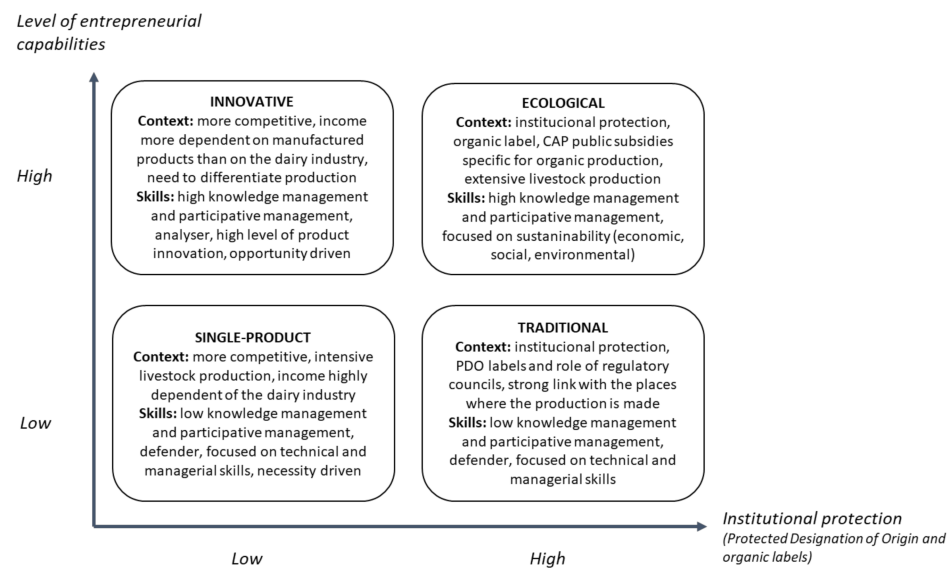 Level of entrepreneurial
capabilities
High
INNOVATIVE
Context: more competitive, income
more dependent on manufactured
products than on the dairy industry,
need to differentiate production
Skills: high knowledge management
and participative management,
analyser, high level of product
innovation, opportunity driven
ECOLOGICAL
Context: institutional protection,
organic label, CAP public subsidies
specific for organic production,
extensive livestock production
Skills: high knowledge management
and participative management,
focused on sustaninability (economic,
social, environmental)
Low
SINGLE-PRODUCT
Context: more competitive, intensive
livestock production, income highly
dependent of the dairy industry
Skills: low knowledge management
and participative management,
defender, focused on technical and
managerial skills, necessity driven
TRADITIONAL
Context: institutional protection,
PDO labels and role of regulatory
councils, strong link with the places
where the production is made
Skills: low knowledge management
and participative management,
defender, focused on technical and
managerial skills
Institutional protection
(Protected Designation of Origin and
organic labels)
Low
High